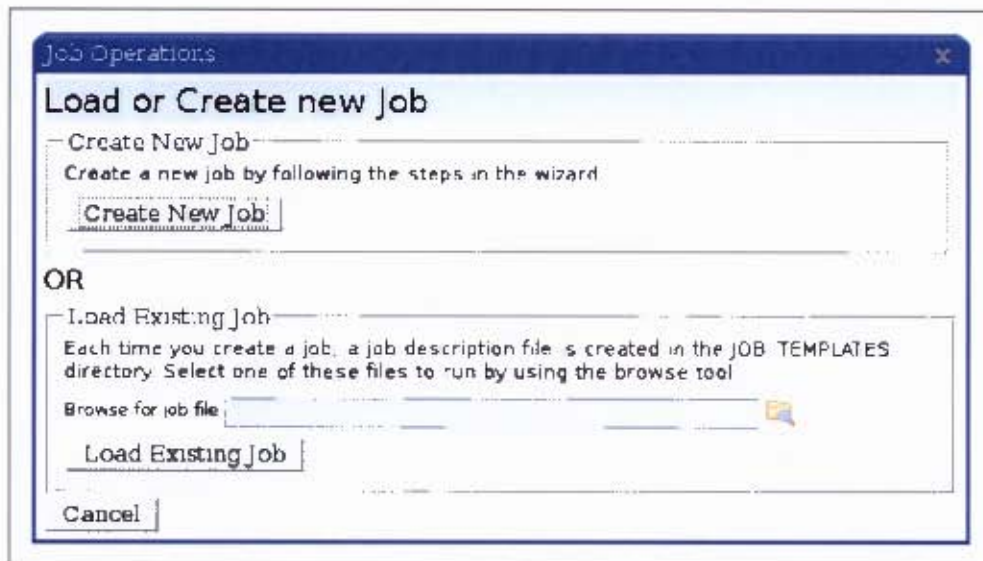 Job Operations
Load or Create new Job
Create New Job
Create a new job by following the steps in the wizard
Create New Job
OR
Load Existing Job
Each time you create a job, a job description file is created in the JOB_TEMPLATES
directory. Select one of these files to run by using the browse tool
Browse for job file
Load Existing Job
Cancel